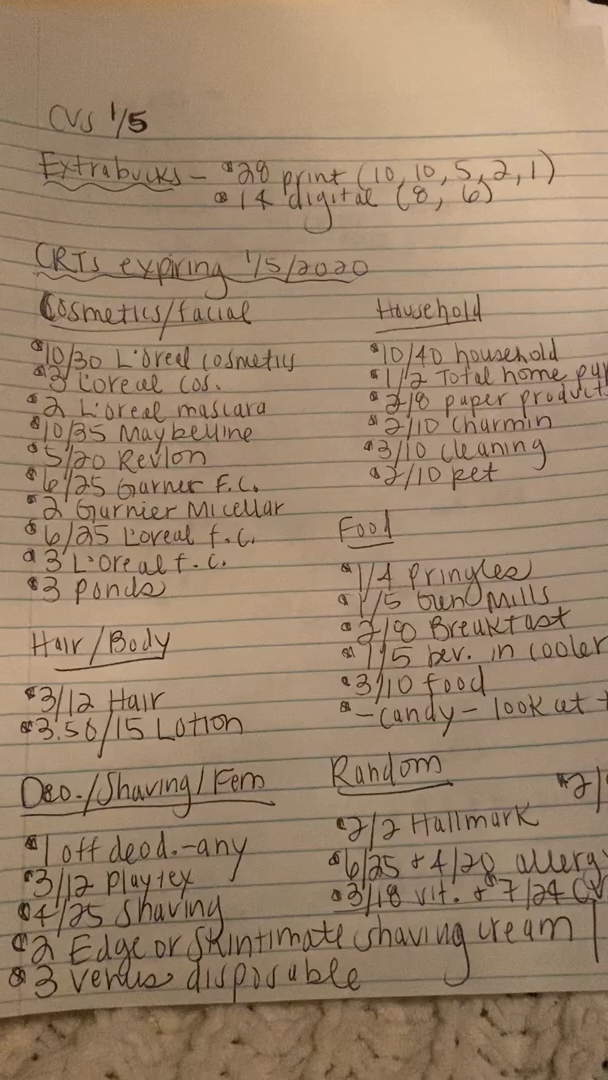 CVS 1/5
Extrabucks - $28 print (10, 10, 5, 2, 1)
$14 digital (8, 6)
CRTs expiring 1/5/2020
Cosmetics/facial
$10/30 L'oreal cosmetics
$3 L'oreal cos.
$2 L'oreal mascara
$10/35 Maybelline
$5/20 Revlon
$6/25 Garner F.C.
$2 Garnier Micellar
$6/25 L'oreal f.c.
$3 L'Oreal f.c.
$3 ponds
Hair/Body
$3/12 Hair
$3.50/15 Lotion
Deo./Shaving/Fem
$1 off deod.-any
$3/12 Playtex
$4/25 Shaving
$2 Edge or Skintimate shaving cream
$3 venus disposable
Household
$10/40 household
$1/2 Total home
$2/8 paper product
$2/10 Charmin
$3/10 cleaning
$2/10 pet
Food
$1/4 Pringles
$1/5 Gen Mills
$2/8 Breakfast
$1/5 bev. in cooler
$3/10 food
$-candy- look at
Random
$2/2 Hallmark
$6/25 + 4/20 allergy
$3/18 vit. + $7/24